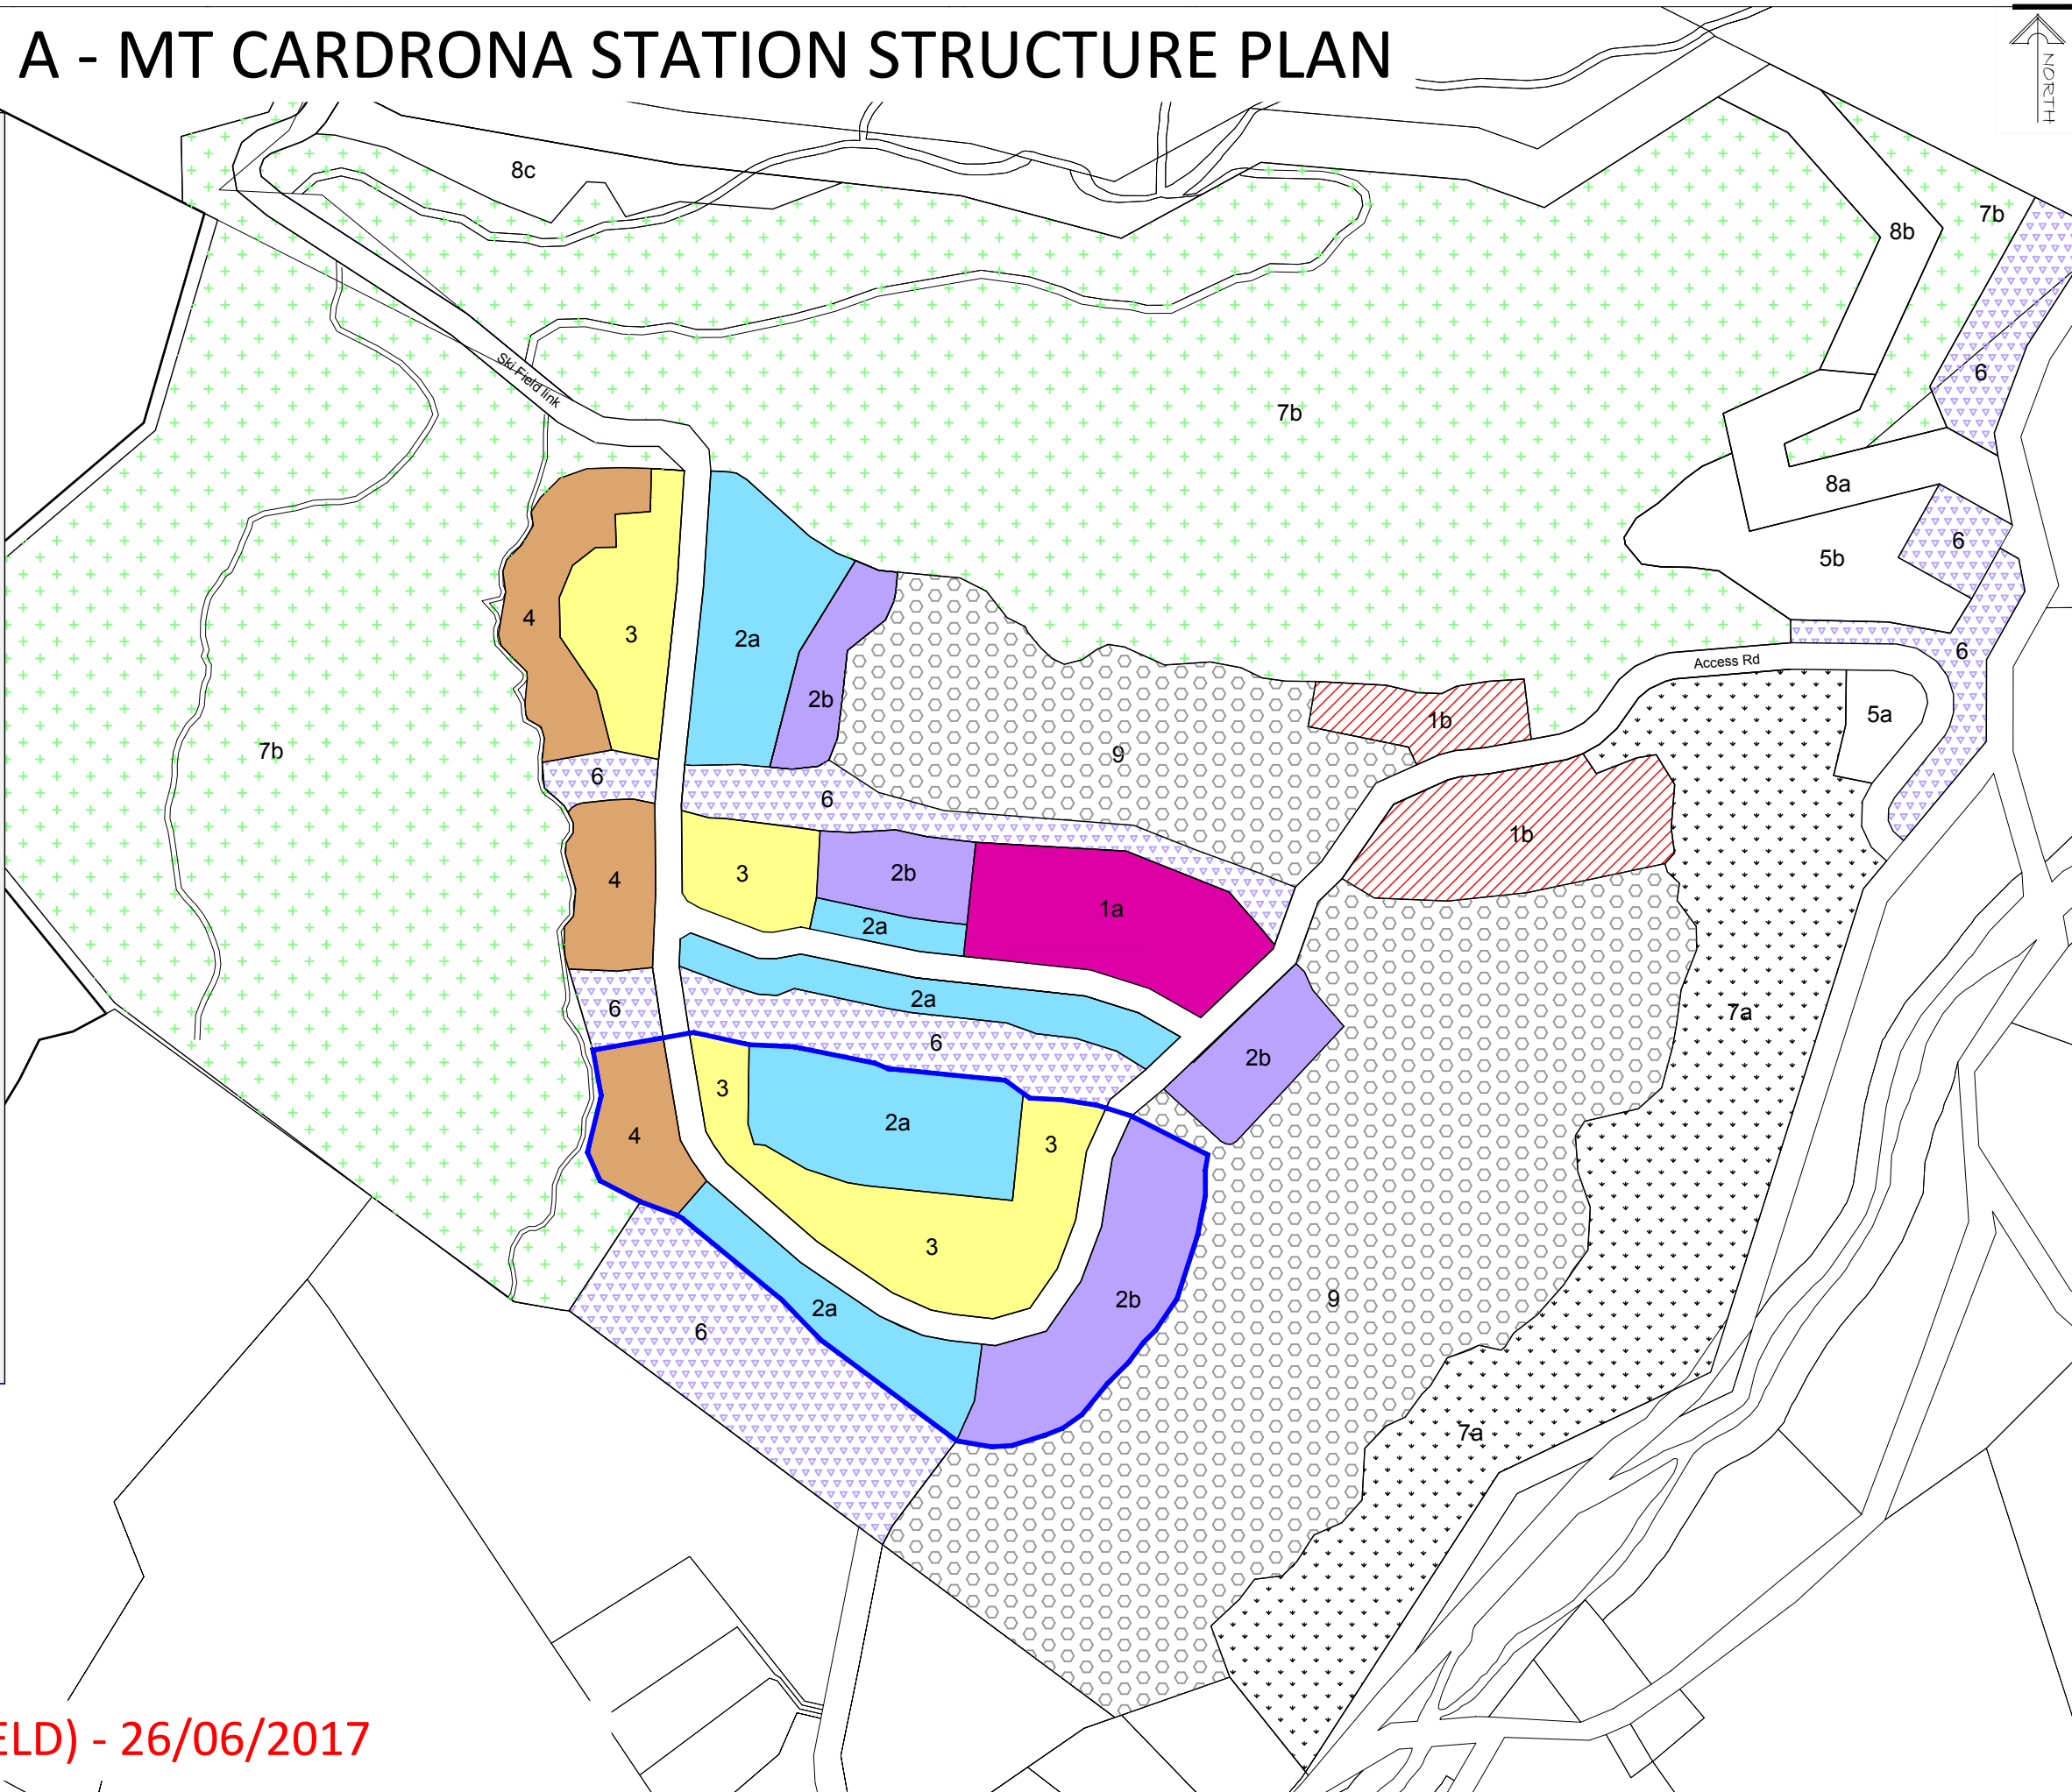 A - MT CARDRONA STATION STRUCTURE PLAN
NORTH
8c
7b
8b
Ski Field link
6
7b
8a
6
5b
4
3
2a
2b
6
Access Rd
5a
1b
7b
9
6
6
1b
3
2b
4
1a
2a
2a
6
7a
6
2b
3
2a
4
3
3
2b
9
2a
6
7a
ELD) - 26/06/2017